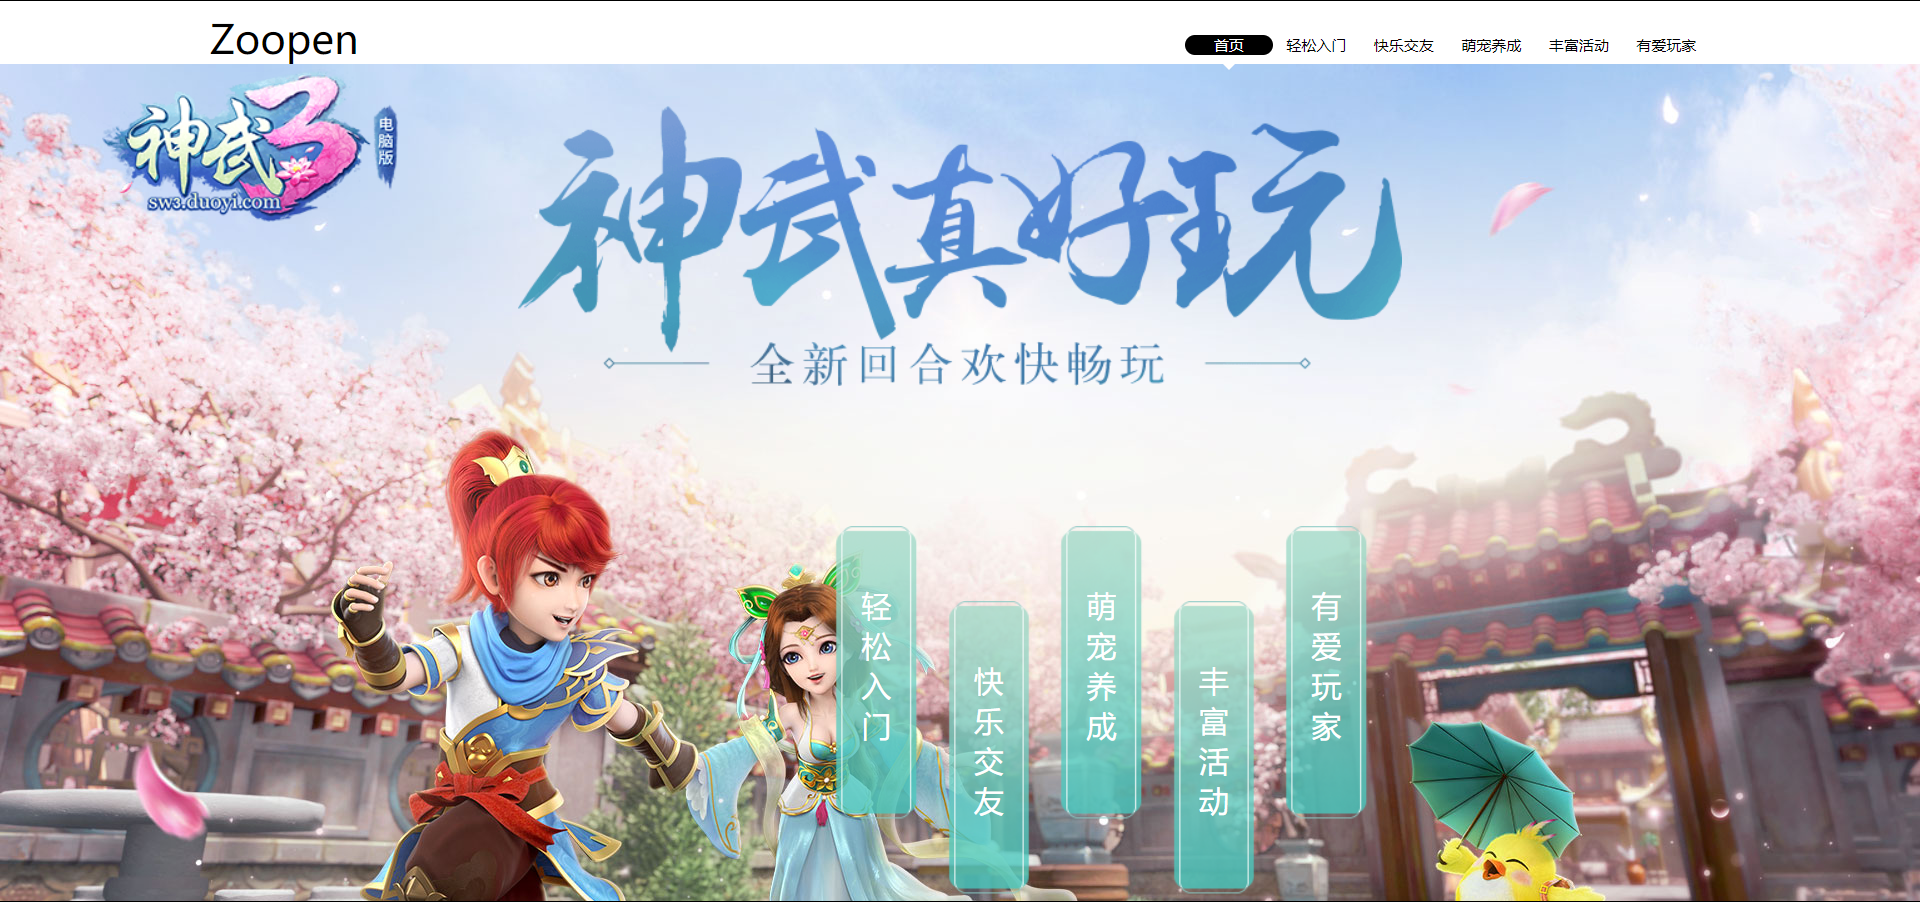 Zoopen
首页 轻松入门 快乐交友 萌宠养成 丰富活动 有爱玩家
神武3
电脑版
sw3.duoyi.com
神武真好玩
全新回合欢快畅玩
轻松入门
快乐交友
萌宠养成
丰富活动
有爱玩家